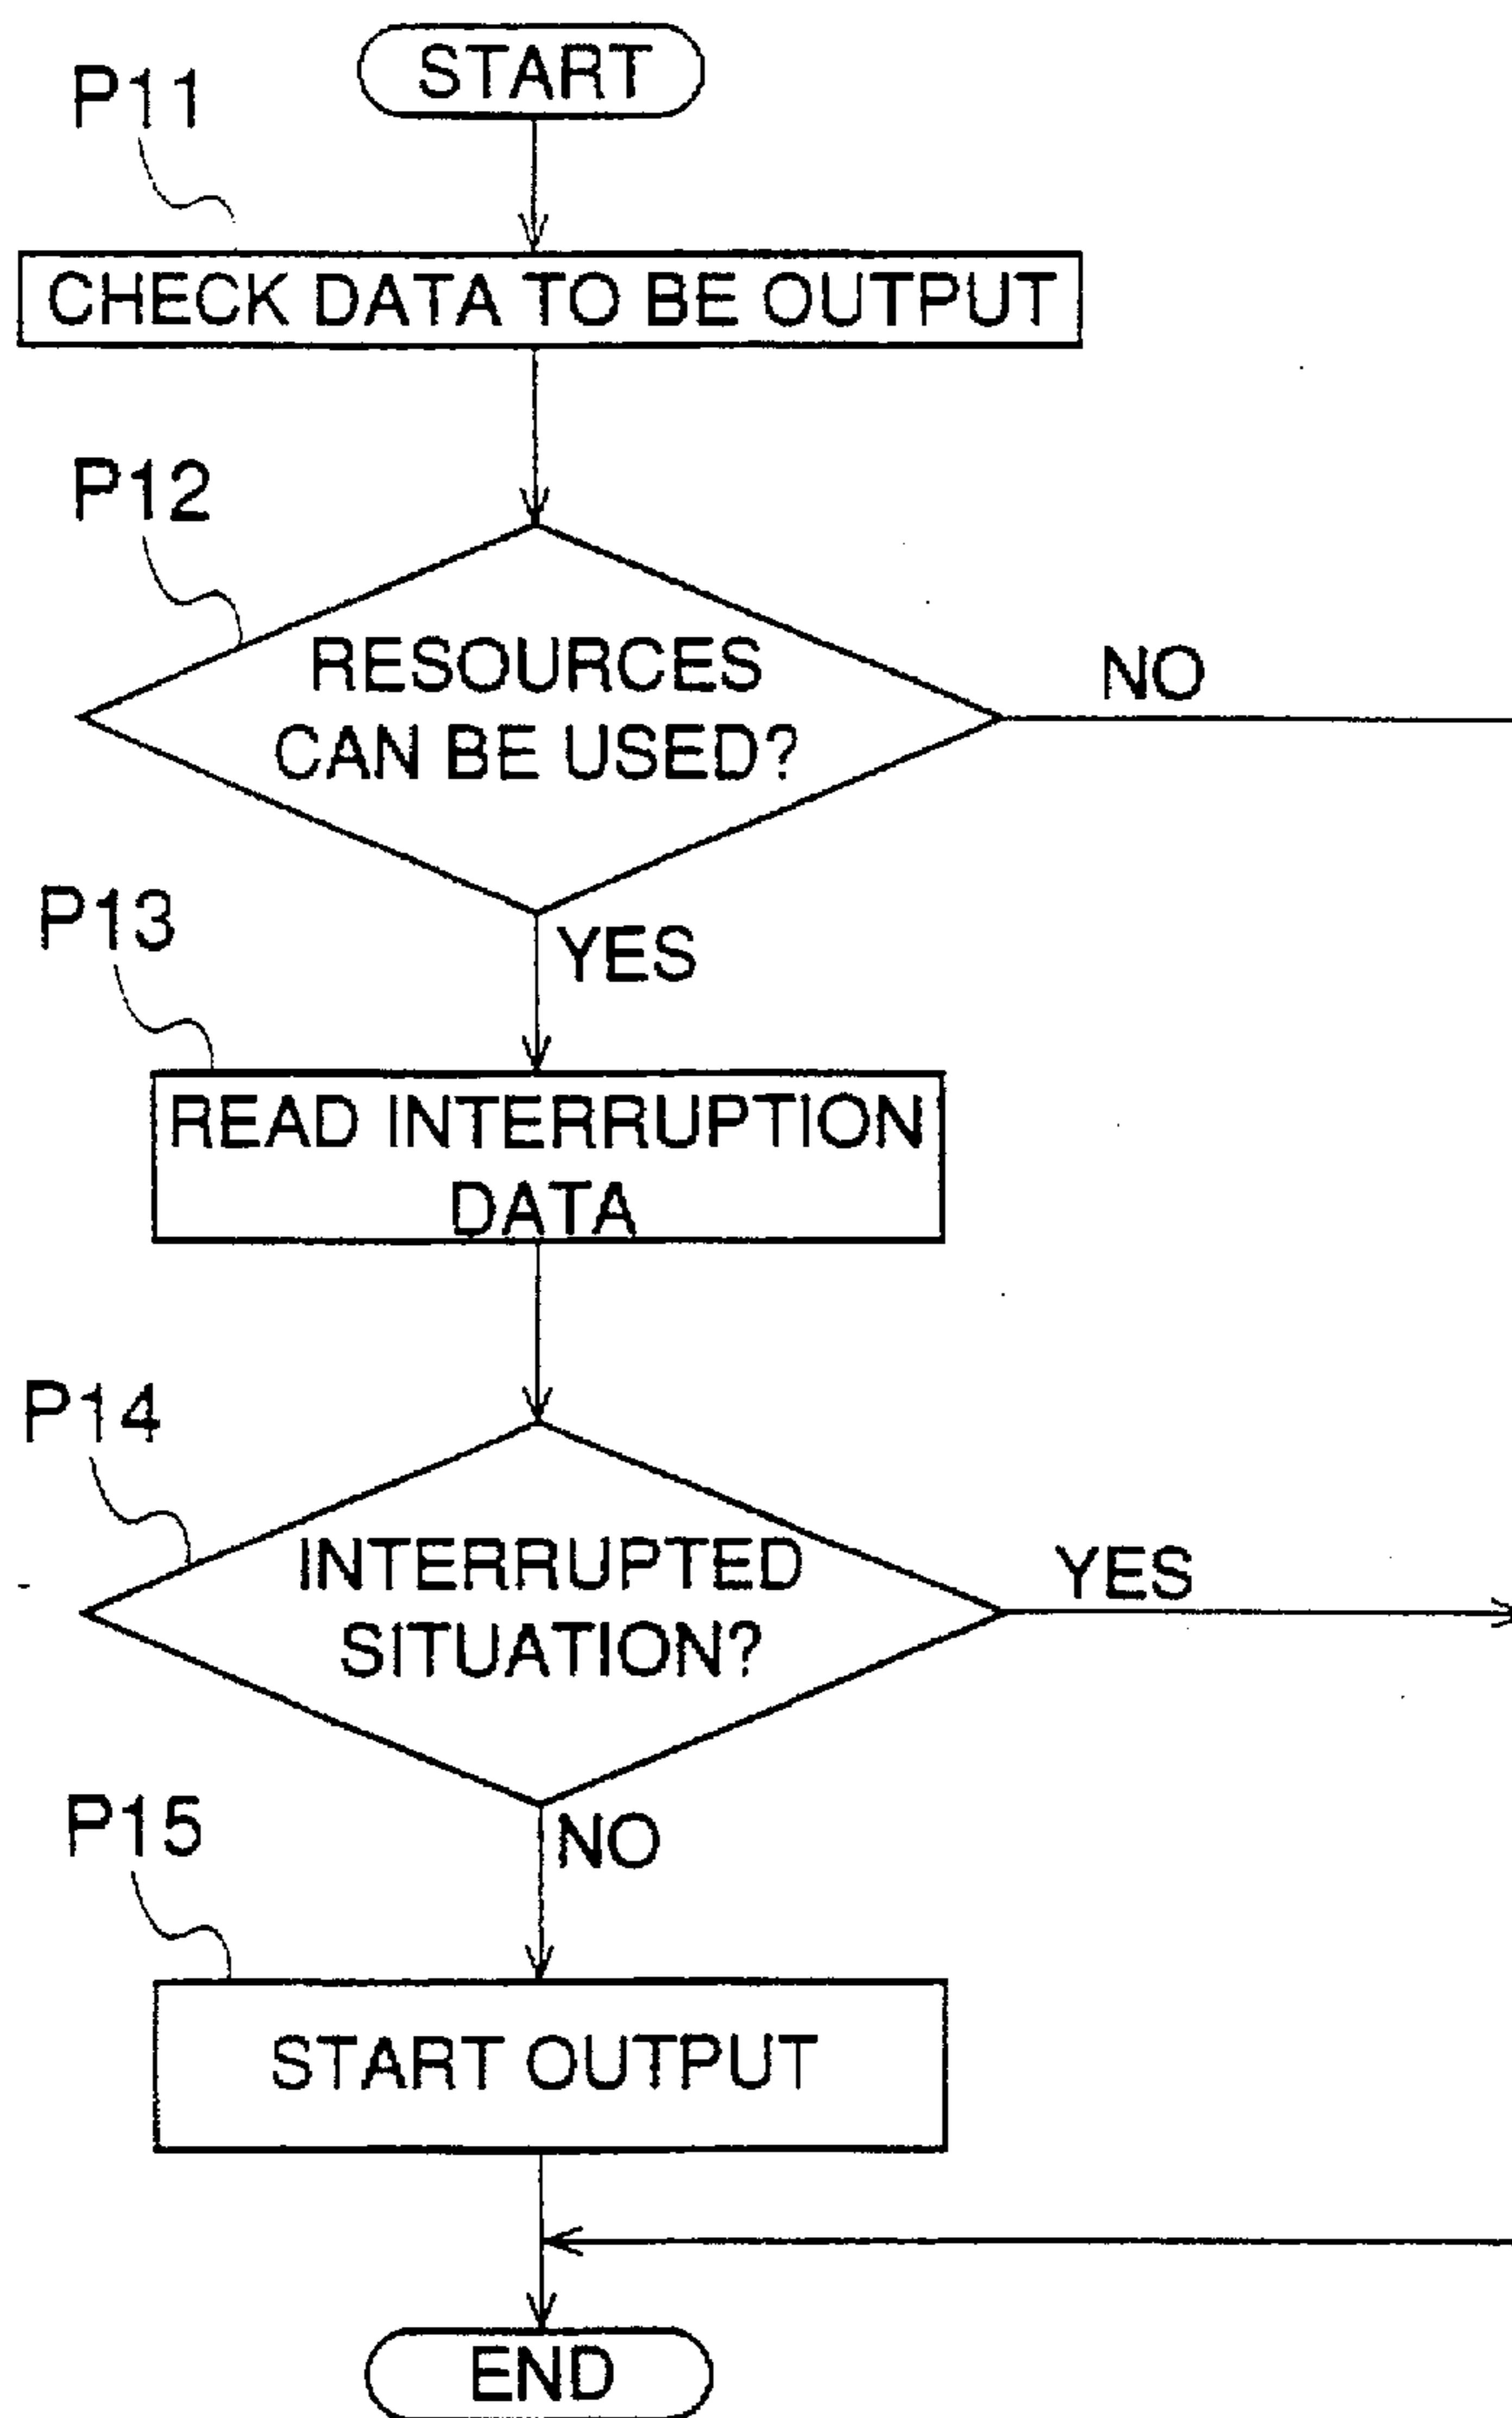 START
P11
CHECK DATA TO BE OUTPUT
P12
RESOURCES
CAN BE USED?
NO
YES
P13
READ INTERRUPTION
DATA
P14
INTERRUPTED
SITUATION?
YES
NO
P15
START OUTPUT
END